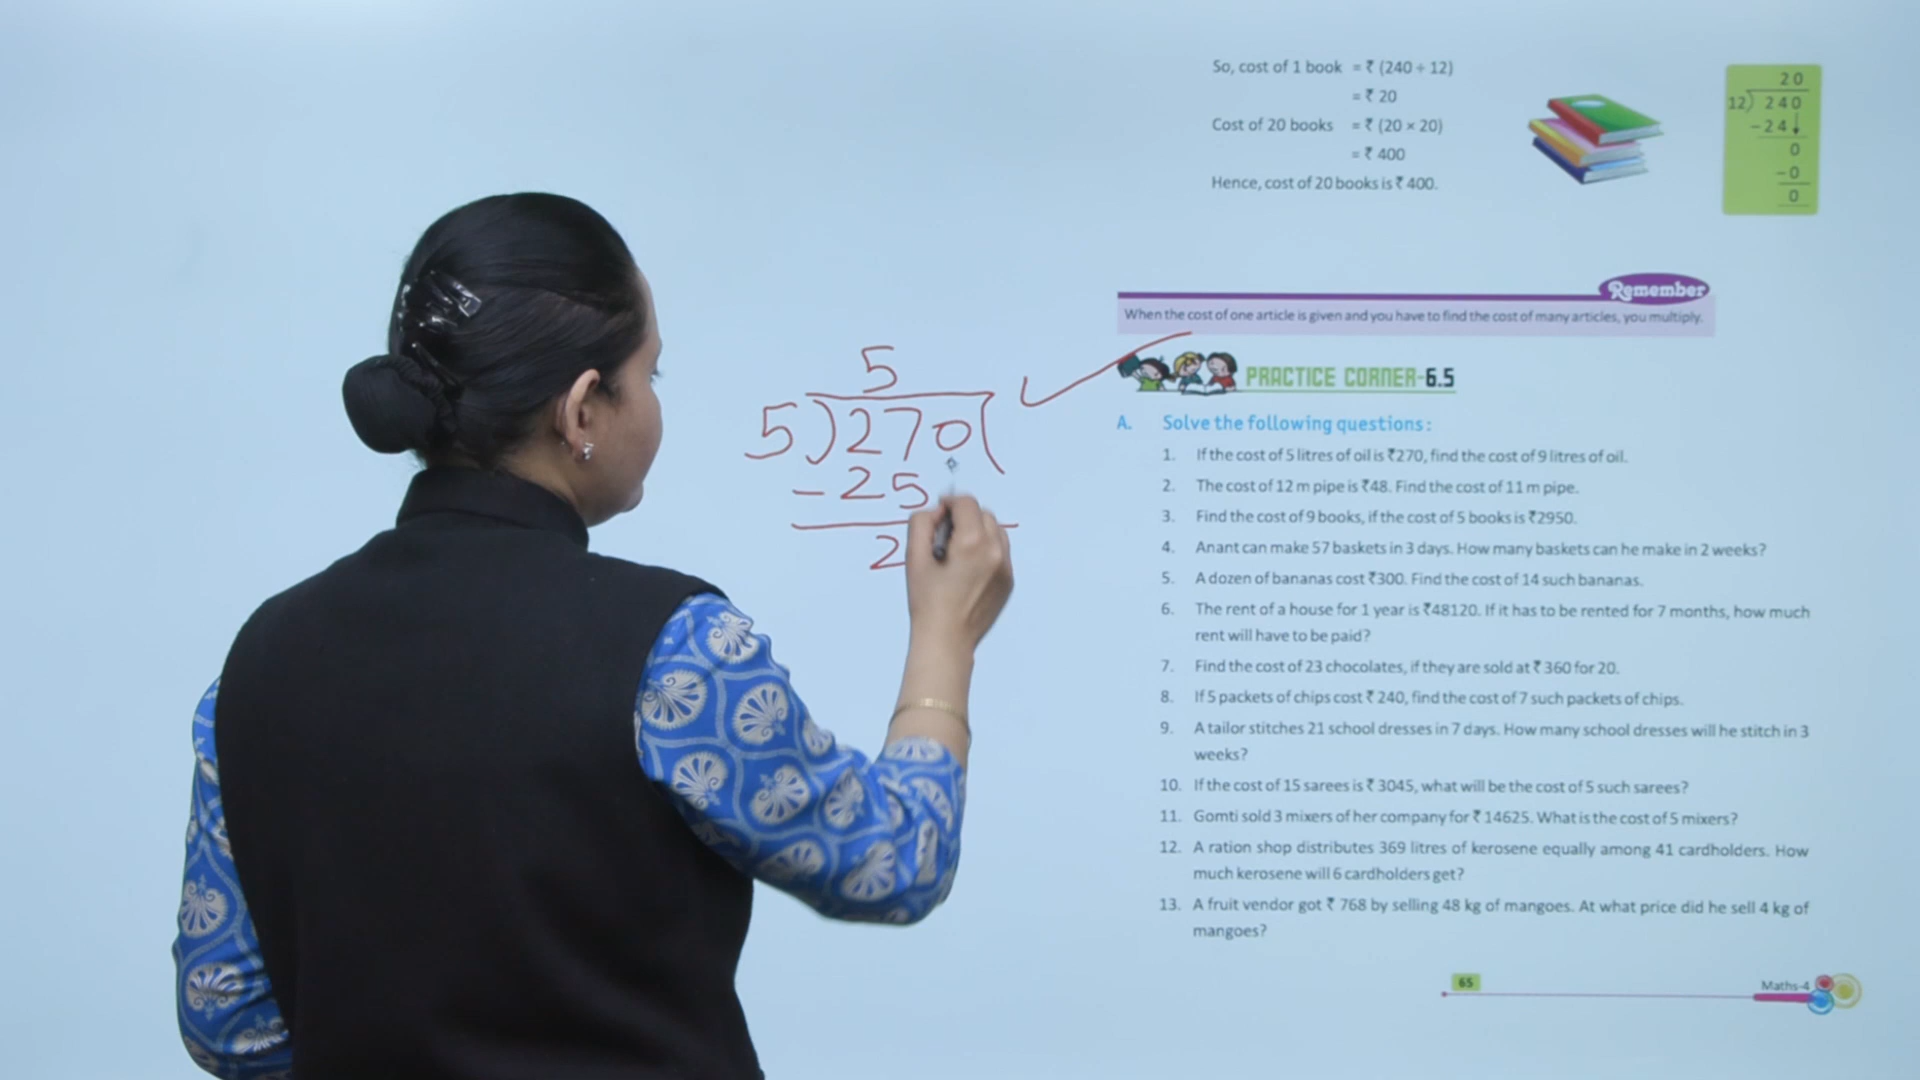 So, cost of 1 book = ₹ (240 ÷ 12)
= ₹ 20
Cost of 20 books = ₹ (20 × 20)
= ₹ 400
Hence, cost of 20 books is ₹ 400.
20
12) 240
-24
0
-0
0
Remember
When the cost of one article is given and you have to find the cost of many articles, you multiply.
5
5)270(
-25
2
PRACTICE CORNER-6.5
A. Solve the following questions:
1. If the cost of 5 litres of oil is ₹270, find the cost of 9 litres of oil.
2. The cost of 12 m pipe is ₹48. Find the cost of 11 m pipe.
3. Find the cost of 9 books, if the cost of 5 books is ₹2950.
4. Anant can make 57 baskets in 3 days. How many baskets can he make in 2 weeks?
5. A dozen of bananas cost ₹300. Find the cost of 14 such bananas.
6. The rent of a house for 1 year is ₹48120. If it has to be rented for 7 months, how much
rent will have to be paid?
7. Find the cost of 23 chocolates, if they are sold at ₹ 360 for 20.
8. If 5 packets of chips cost ₹ 240, find the cost of 7 such packets of chips.
9. A tailor stitches 21 school dresses in 7 days. How many school dresses will he stitch in 3
weeks?
10. If the cost of 15 sarees is ₹ 3045, what will be the cost of 5 such sarees?
11. Gomti sold 3 mixers of her company for ₹ 14625. What is the cost of 5 mixers?
12. A ration shop distributes 369 litres of kerosene equally among 41 cardholders. How
much kerosene will 6 cardholders get?
13. A fruit vendor got ₹ 768 by selling 48 kg of mangoes. At what price did he sell 4 kg of
mangoes?
65
Maths-4